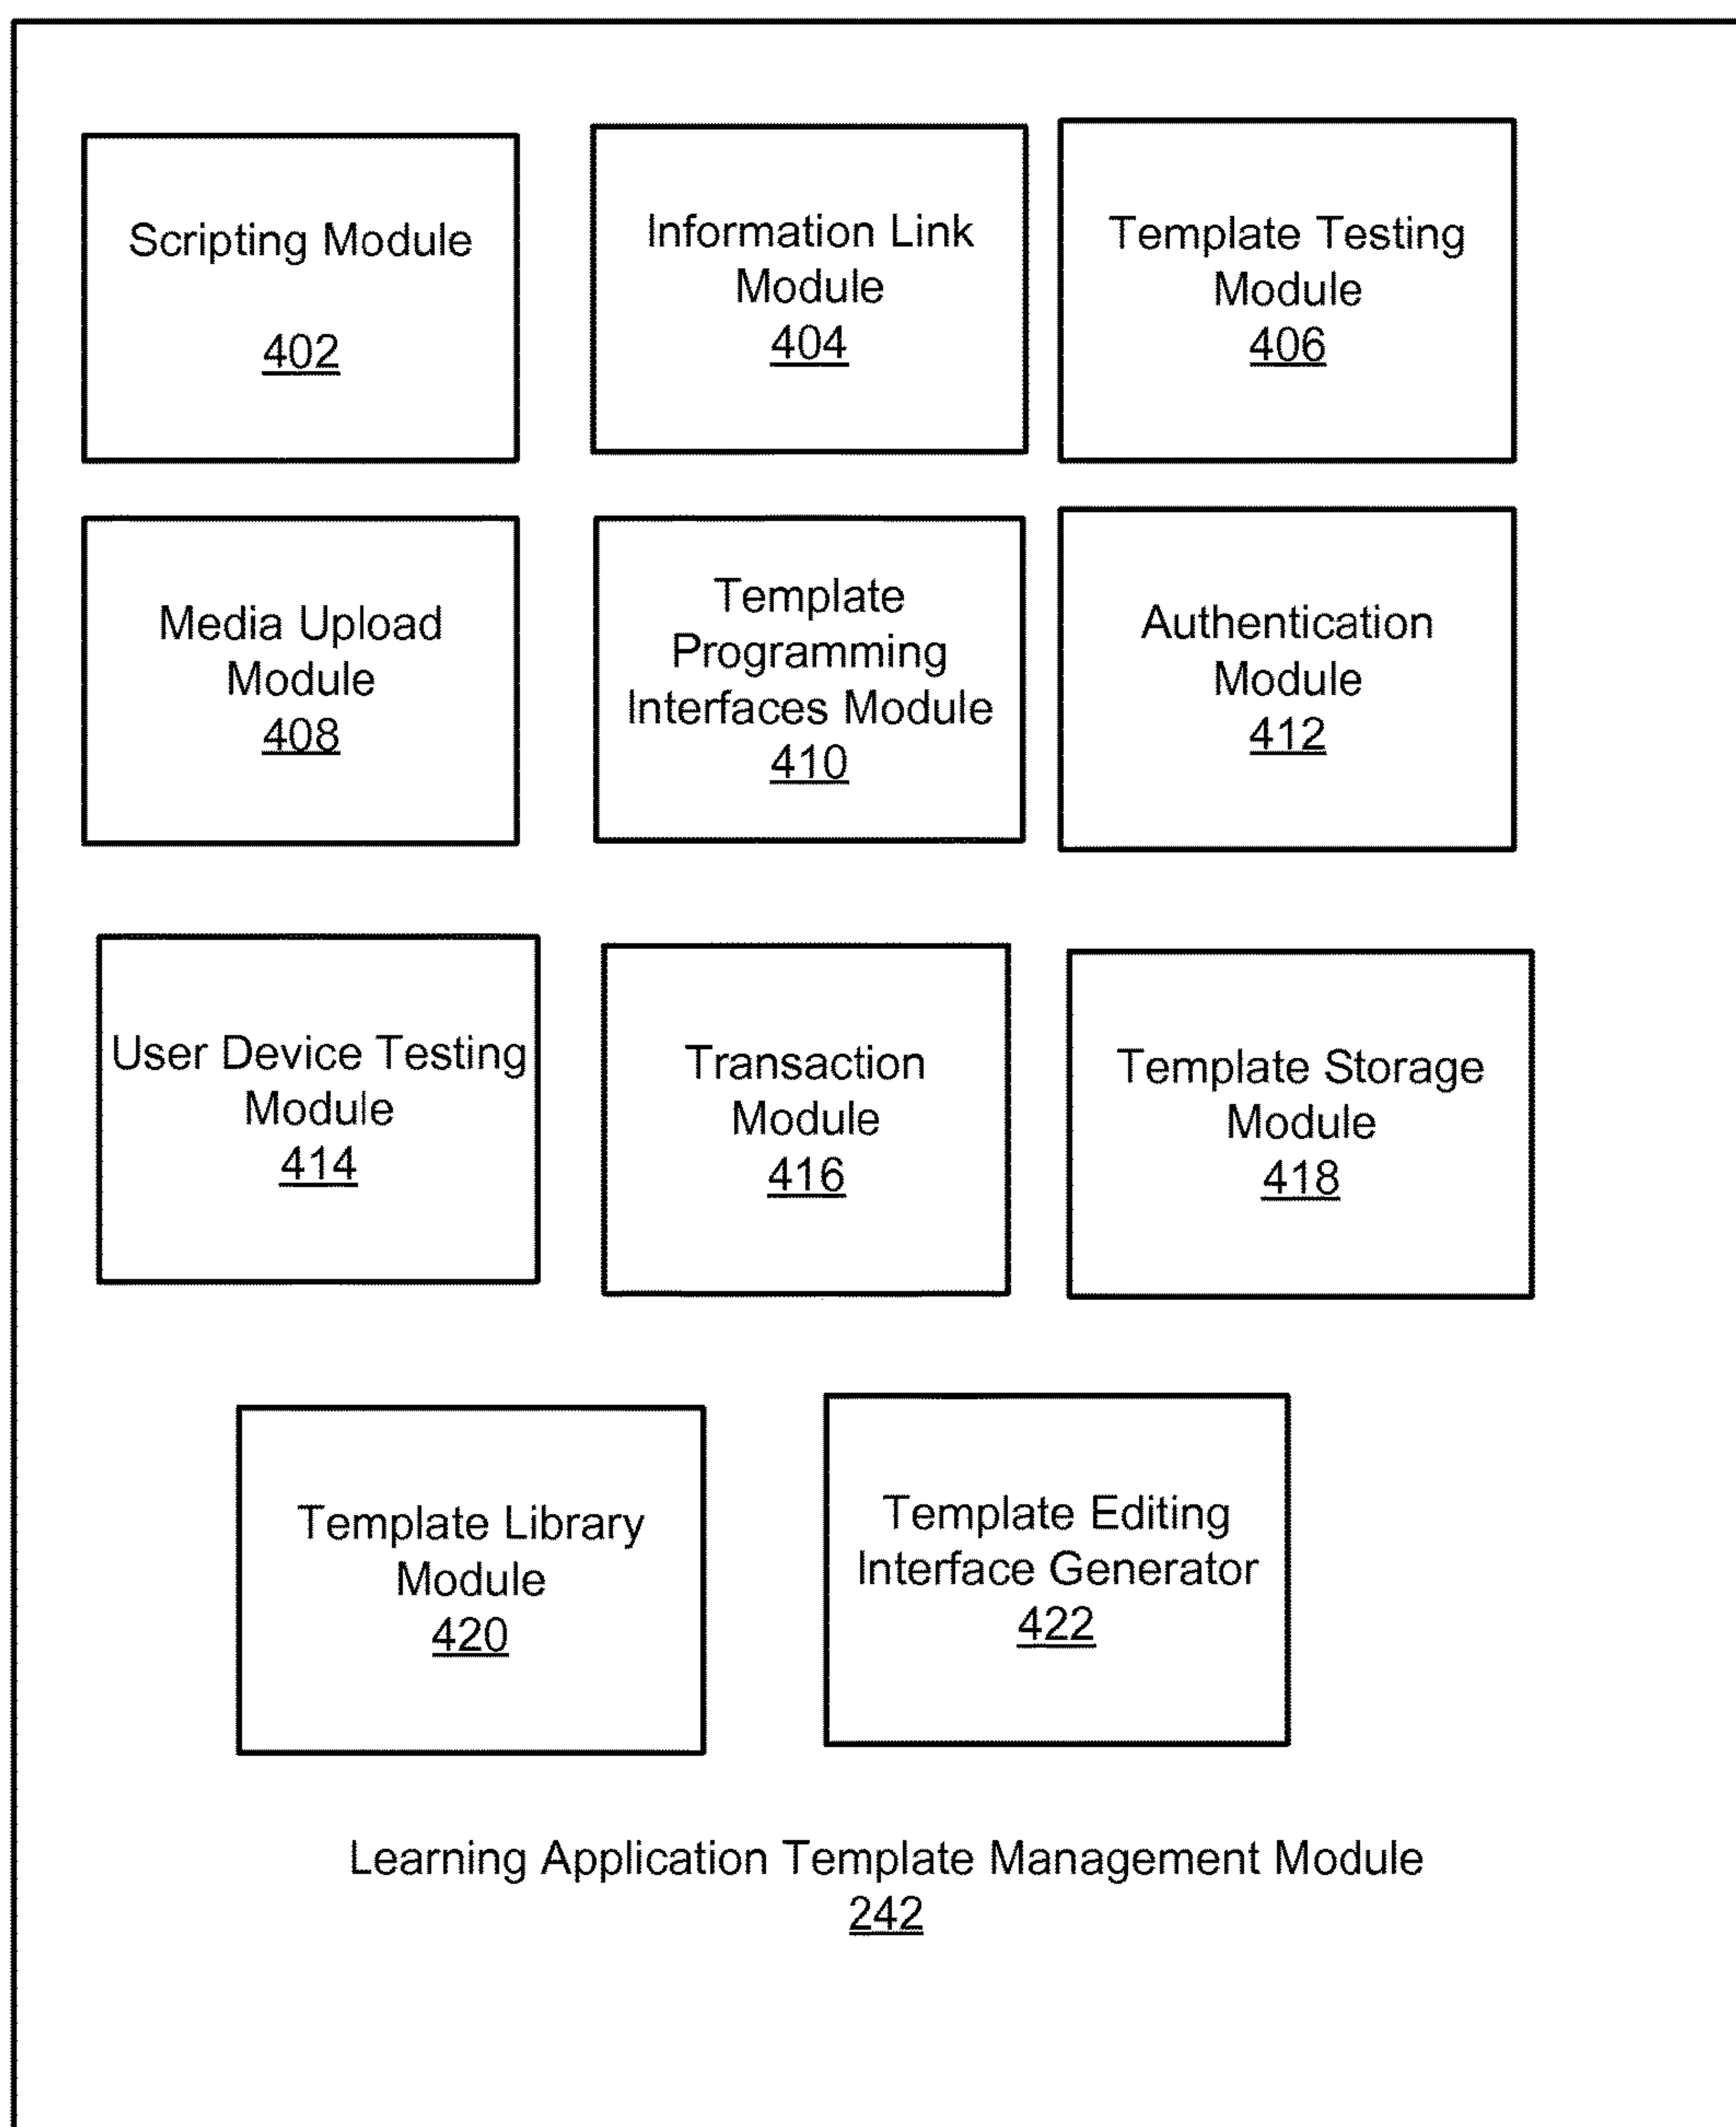 Scripting Module
402
Information Link
Module
404
Template Testing
Module
406
Media Upload
Module
408
Template
Programming
Interfaces Module
410
Authentication
Module
412
User Device Testing
Module
414
Transaction
Module
416
Template Storage
Module
418
Template Library
Module
420
Template Editing
Interface Generator
422
Learning Application Template Management Module
242